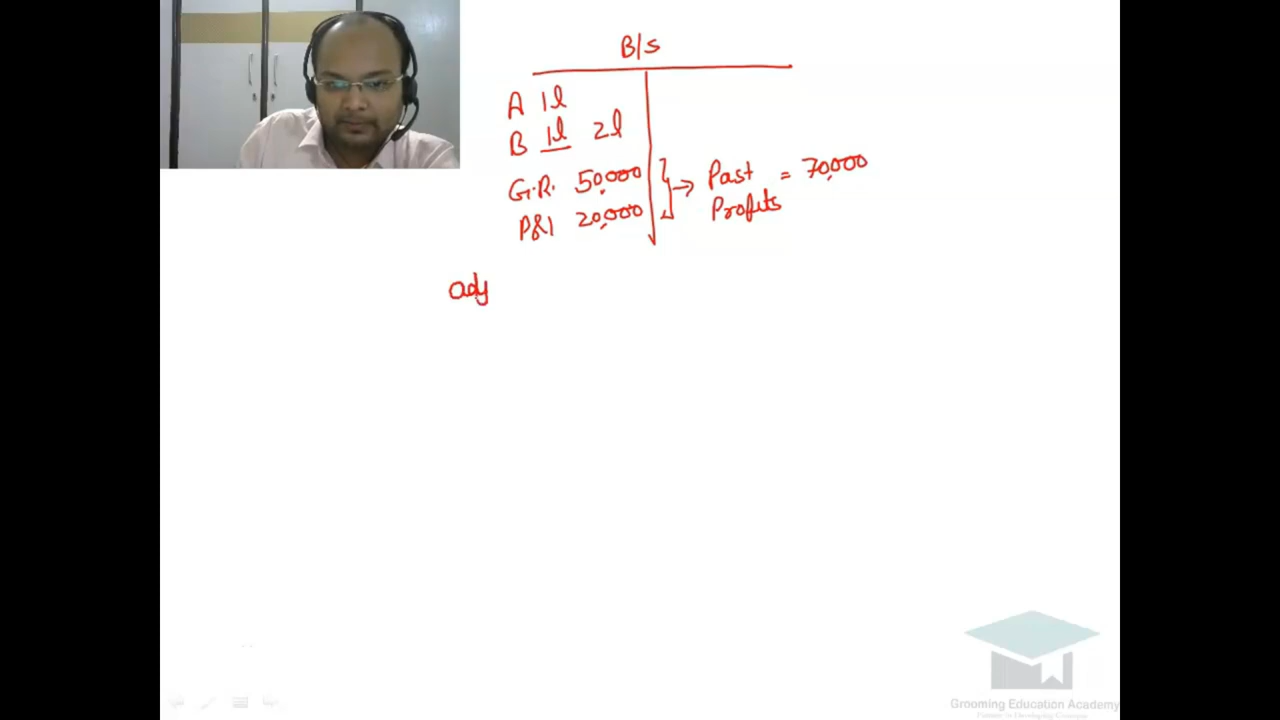 B/S
A 1l
B 1l 2l
G.R. 50,000
P&l 20,000
→ Past Profits = 70,000
adj
Grooming Education Academy